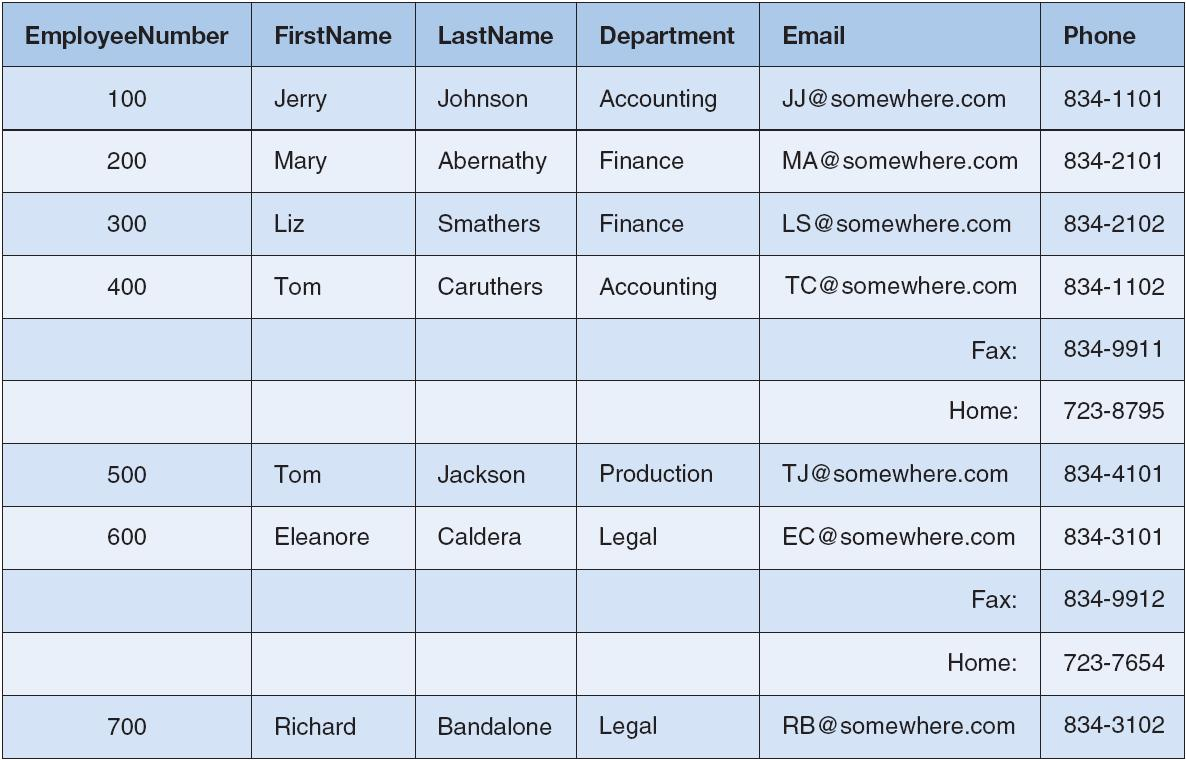 EmployeeNumber FirstName LastName Department Email Phone
100 Jerry Johnson Accounting JJ@somewhere.com 834-1101
200 Mary Abernathy Finance MA@somewhere.com 834-2101
300 Liz Smathers Finance LS@somewhere.com 834-2102
400 Tom Caruthers Accounting TC@somewhere.com 834-1102
Fax: 834-9911
Home: 723-8795
500 Tom Jackson Production TJ@somewhere.com 834-4101
600 Eleanore Caldera Legal EC@somewhere.com 834-3101
Fax: 834-9912
Home: 723-7654
700 Richard Bandalone Legal RB@somewhere.com 834-3102